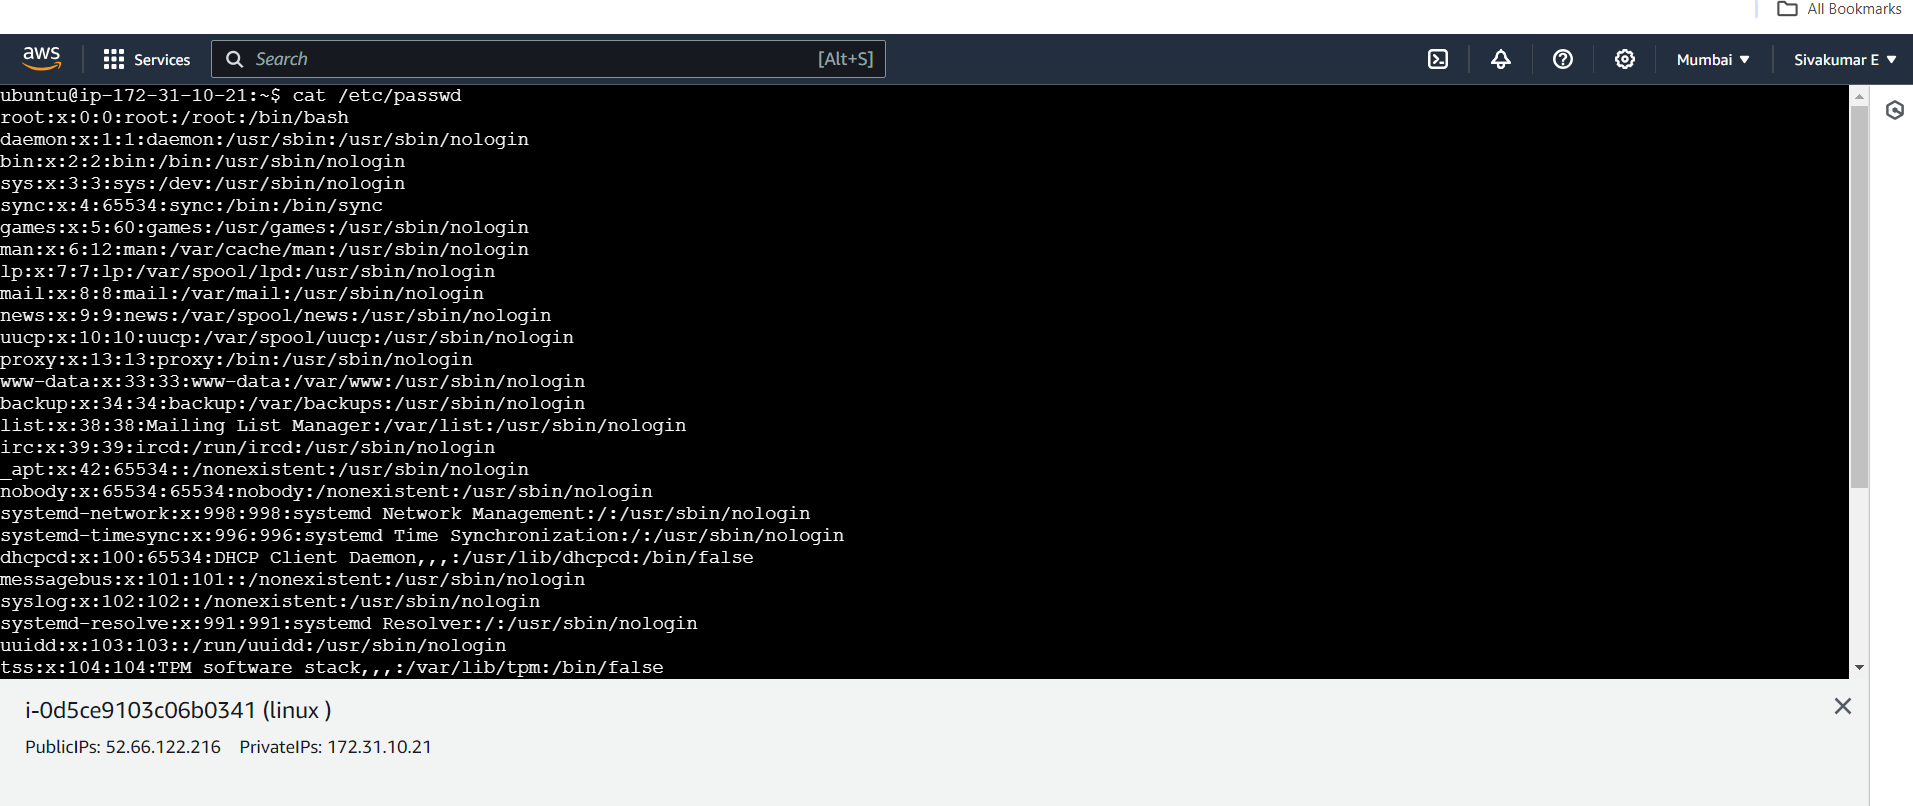 All Bookmarks
aws Services Search [Alt+S] Mumbai Sivakumar E
ubuntu@ip-172-31-10-21:~$ cat /etc/passwd
root:x:0:0:root:/root:/bin/bash
daemon:x:1:1:daemon:/usr/sbin:/usr/sbin/nologin
bin:x:2:2:bin:/bin:/usr/sbin/nologin
sys:x:3:3:sys:/dev:/usr/sbin/nologin
sync:x:4:65534:sync:/bin:/bin/sync
games:x:5:60:games:/usr/games:/usr/sbin/nologin
man:x:6:12:man:/var/cache/man:/usr/sbin/nologin
lp:x:7:7:lp:/var/spool/lpd:/usr/sbin/nologin
mail:x:8:8:mail:/var/mail:/usr/sbin/nologin
news:x:9:9:news:/var/spool/news:/usr/sbin/nologin
uucp:x:10:10:uucp:/var/spool/uucp:/usr/sbin/nologin
proxy:x:13:13:proxy:/bin:/usr/sbin/nologin
www-data:x:33:33:www-data:/var/www:/usr/sbin/nologin
backup:x:34:34:backup:/var/backups:/usr/sbin/nologin
list:x:38:38:Mailing List Manager:/var/list:/usr/sbin/nologin
irc:x:39:39:ircd:/run/ircd:/usr/sbin/nologin
_apt:x:42:65534::/nonexistent:/usr/sbin/nologin
nobody:x:65534:65534:nobody:/nonexistent:/usr/sbin/nologin
systemd-network:x:998:998:systemd Network Management:/:/usr/sbin/nologin
systemd-timesync:x:996:996:systemd Time Synchronization:/:/usr/sbin/nologin
dhcpcd:x:100:65534:DHCP Client Daemon,,,:/usr/lib/dhcpcd:/bin/false
messagebus:x:101:101::/nonexistent:/usr/sbin/nologin
syslog:x:102:102::/nonexistent:/usr/sbin/nologin
systemd-resolve:x:991:991:systemd Resolver:/:/usr/sbin/nologin
uuidd:x:103:103::/run/uuidd:/usr/sbin/nologin
tss:x:104:104:TPM software stack,,,:/var/lib/tpm:/bin/false
i-0d5ce9103c06b0341 (linux )
PublicIPs: 52.66.122.216 PrivateIPs: 172.31.10.21